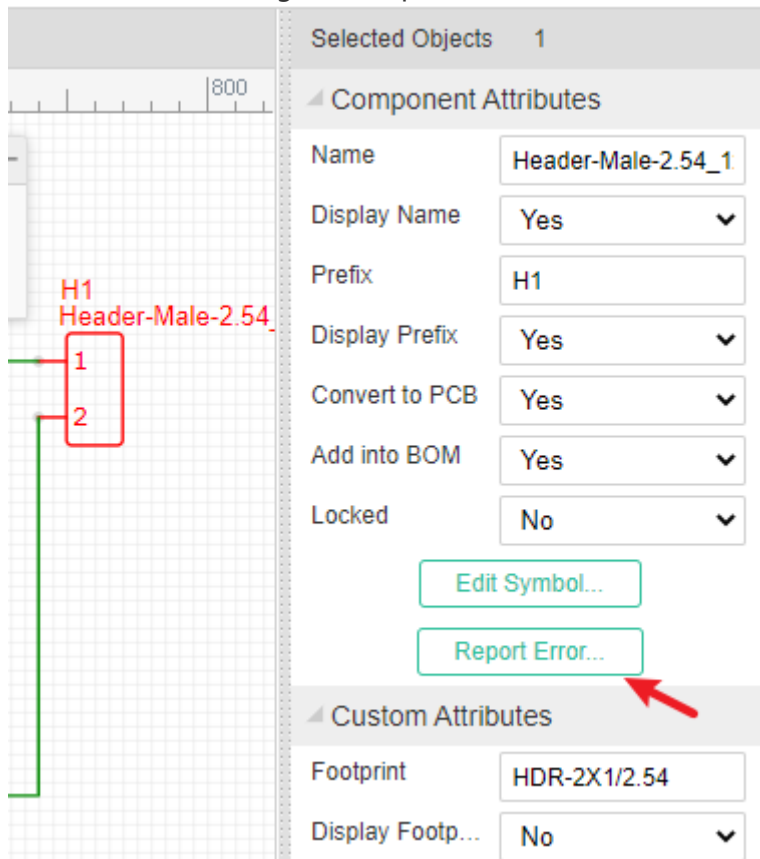 Selected Objects 1
800
Component Attributes
Name Header-Male-2.54_1
Display Name Yes
Prefix H1
Display Prefix Yes
Convert to PCB Yes
Add into BOM Yes
Locked No
Edit Symbol...
Report Error...
Custom Attributes
Footprint HDR-2X1/2.54
Display Footp... No
H1
Header-Male-2.54_
1
2